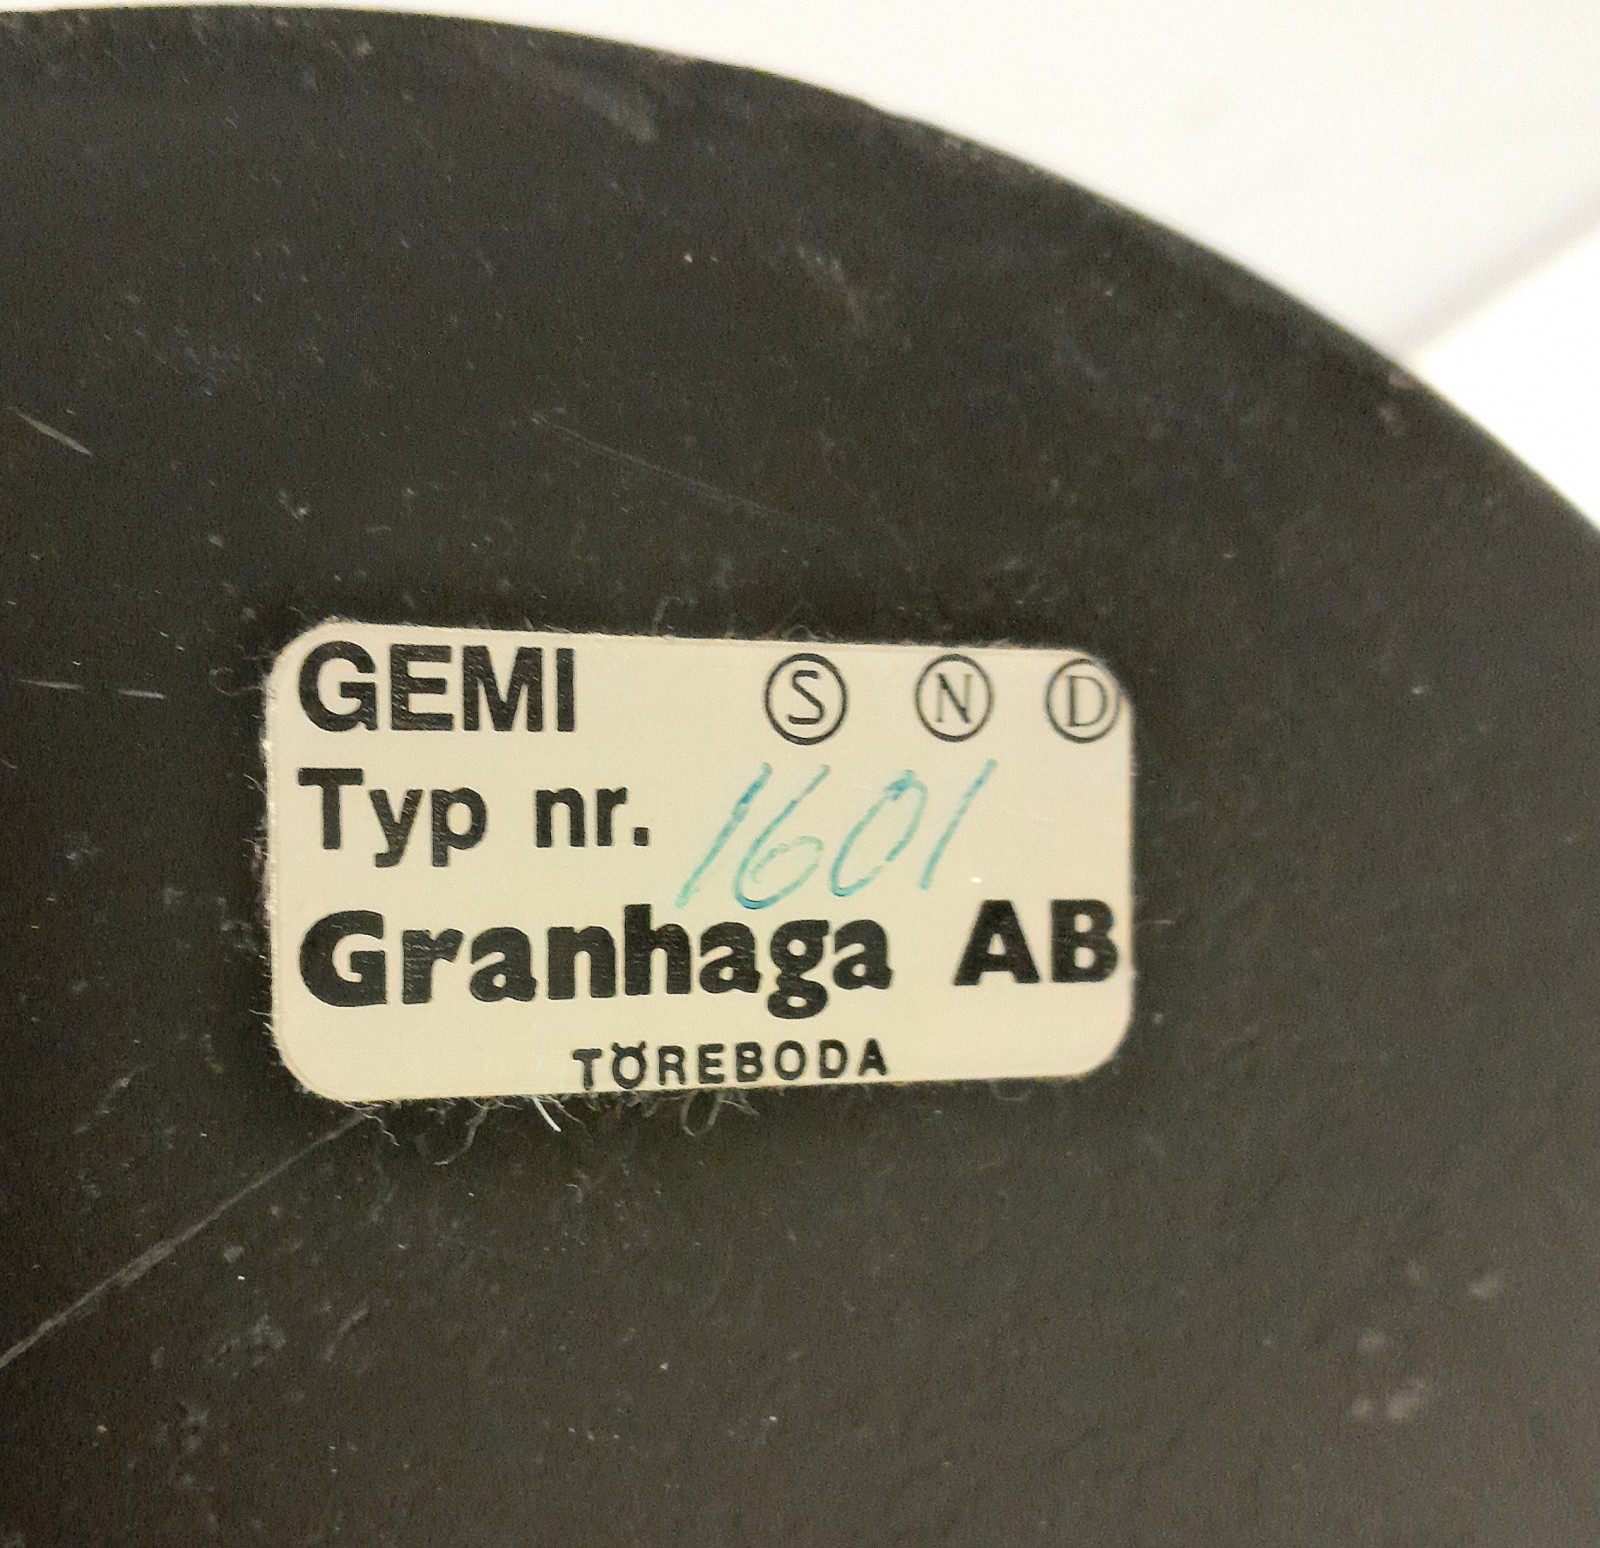 GEMI Ⓢ Ⓝ Ⓓ
Typ nr. 1601
Granhaga AB
TÖREBODA